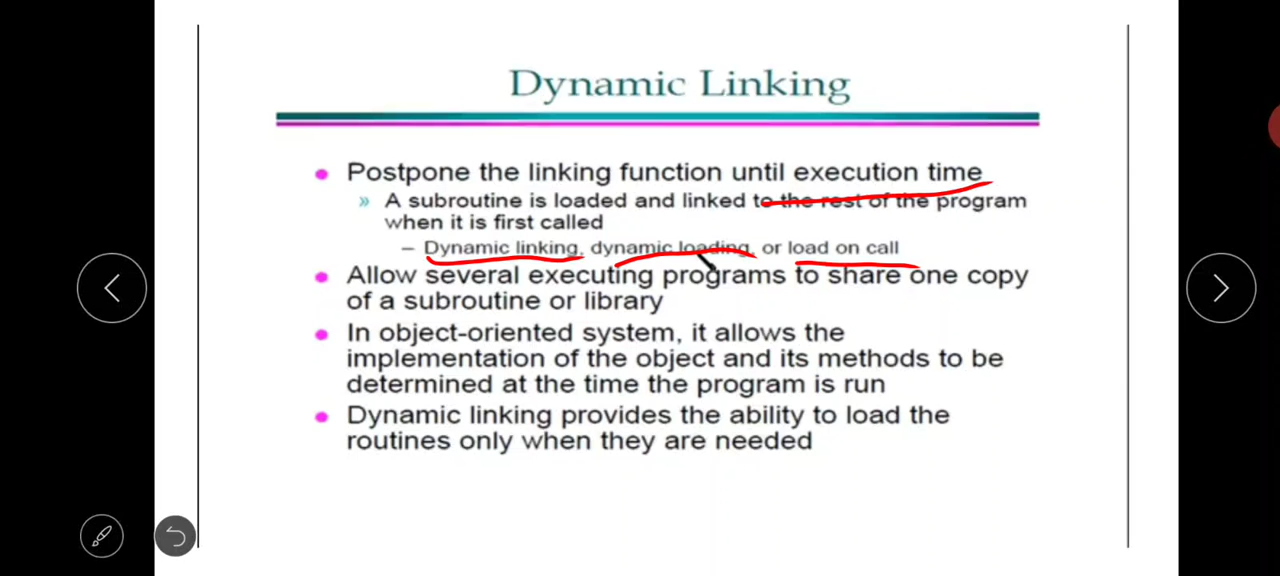 Dynamic Linking
Postpone the linking function until execution time
» A subroutine is loaded and linked to the rest of the program
when it is first called
– Dynamic linking, dynamic loading, or load on call
Allow several executing programs to share one copy
of a subroutine or library
In object-oriented system, it allows the
implementation of the object and its methods to be
determined at the time the program is run
Dynamic linking provides the ability to load the
routines only when they are needed